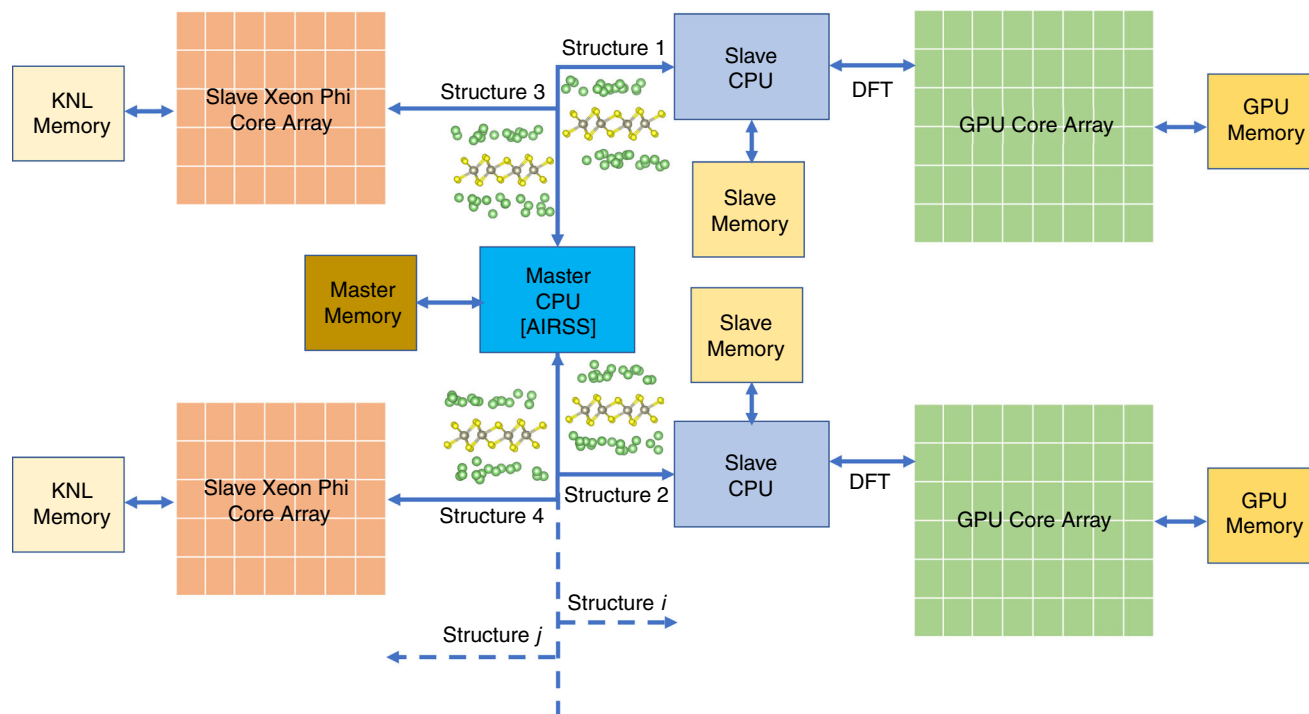 Structure 1
Slave
CPU
DFT
GPU Core Array
GPU
Memory
KNL
Memory
Slave Xeon Phi
Core Array
Structure 3
Slave
Memory
Master
Memory
Master
CPU
[AIRSS]
Slave
Memory
KNL
Memory
Slave Xeon Phi
Core Array
Structure 4
Structure 2
Slave
CPU
DFT
GPU Core Array
GPU
Memory
Structure i
Structure j